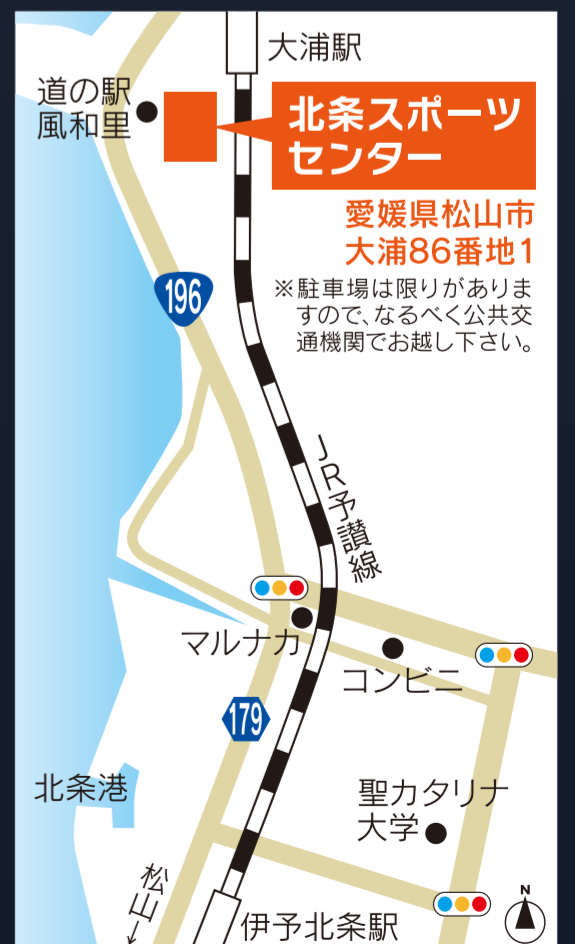 大浦駅
道の駅
風和里
北条スポーツ
センター
愛媛県松山市
大浦86番地1
※駐車場は限りがありま
すので、なるべく公共交
通機関でお越し下さい。
196
JR予讃線
マルナカ
コンビニ
179
北条港
聖カタリナ
大学
←松山
伊予北条駅
N